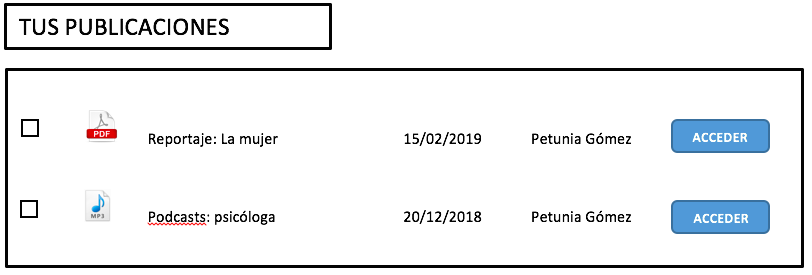 TUS PUBLICACIONES
PDF Reportaje: La mujer 15/02/2019 Petunia Gómez ACCEDER
MP3 Podcasts: psicóloga 20/12/2018 Petunia Gómez ACCEDER